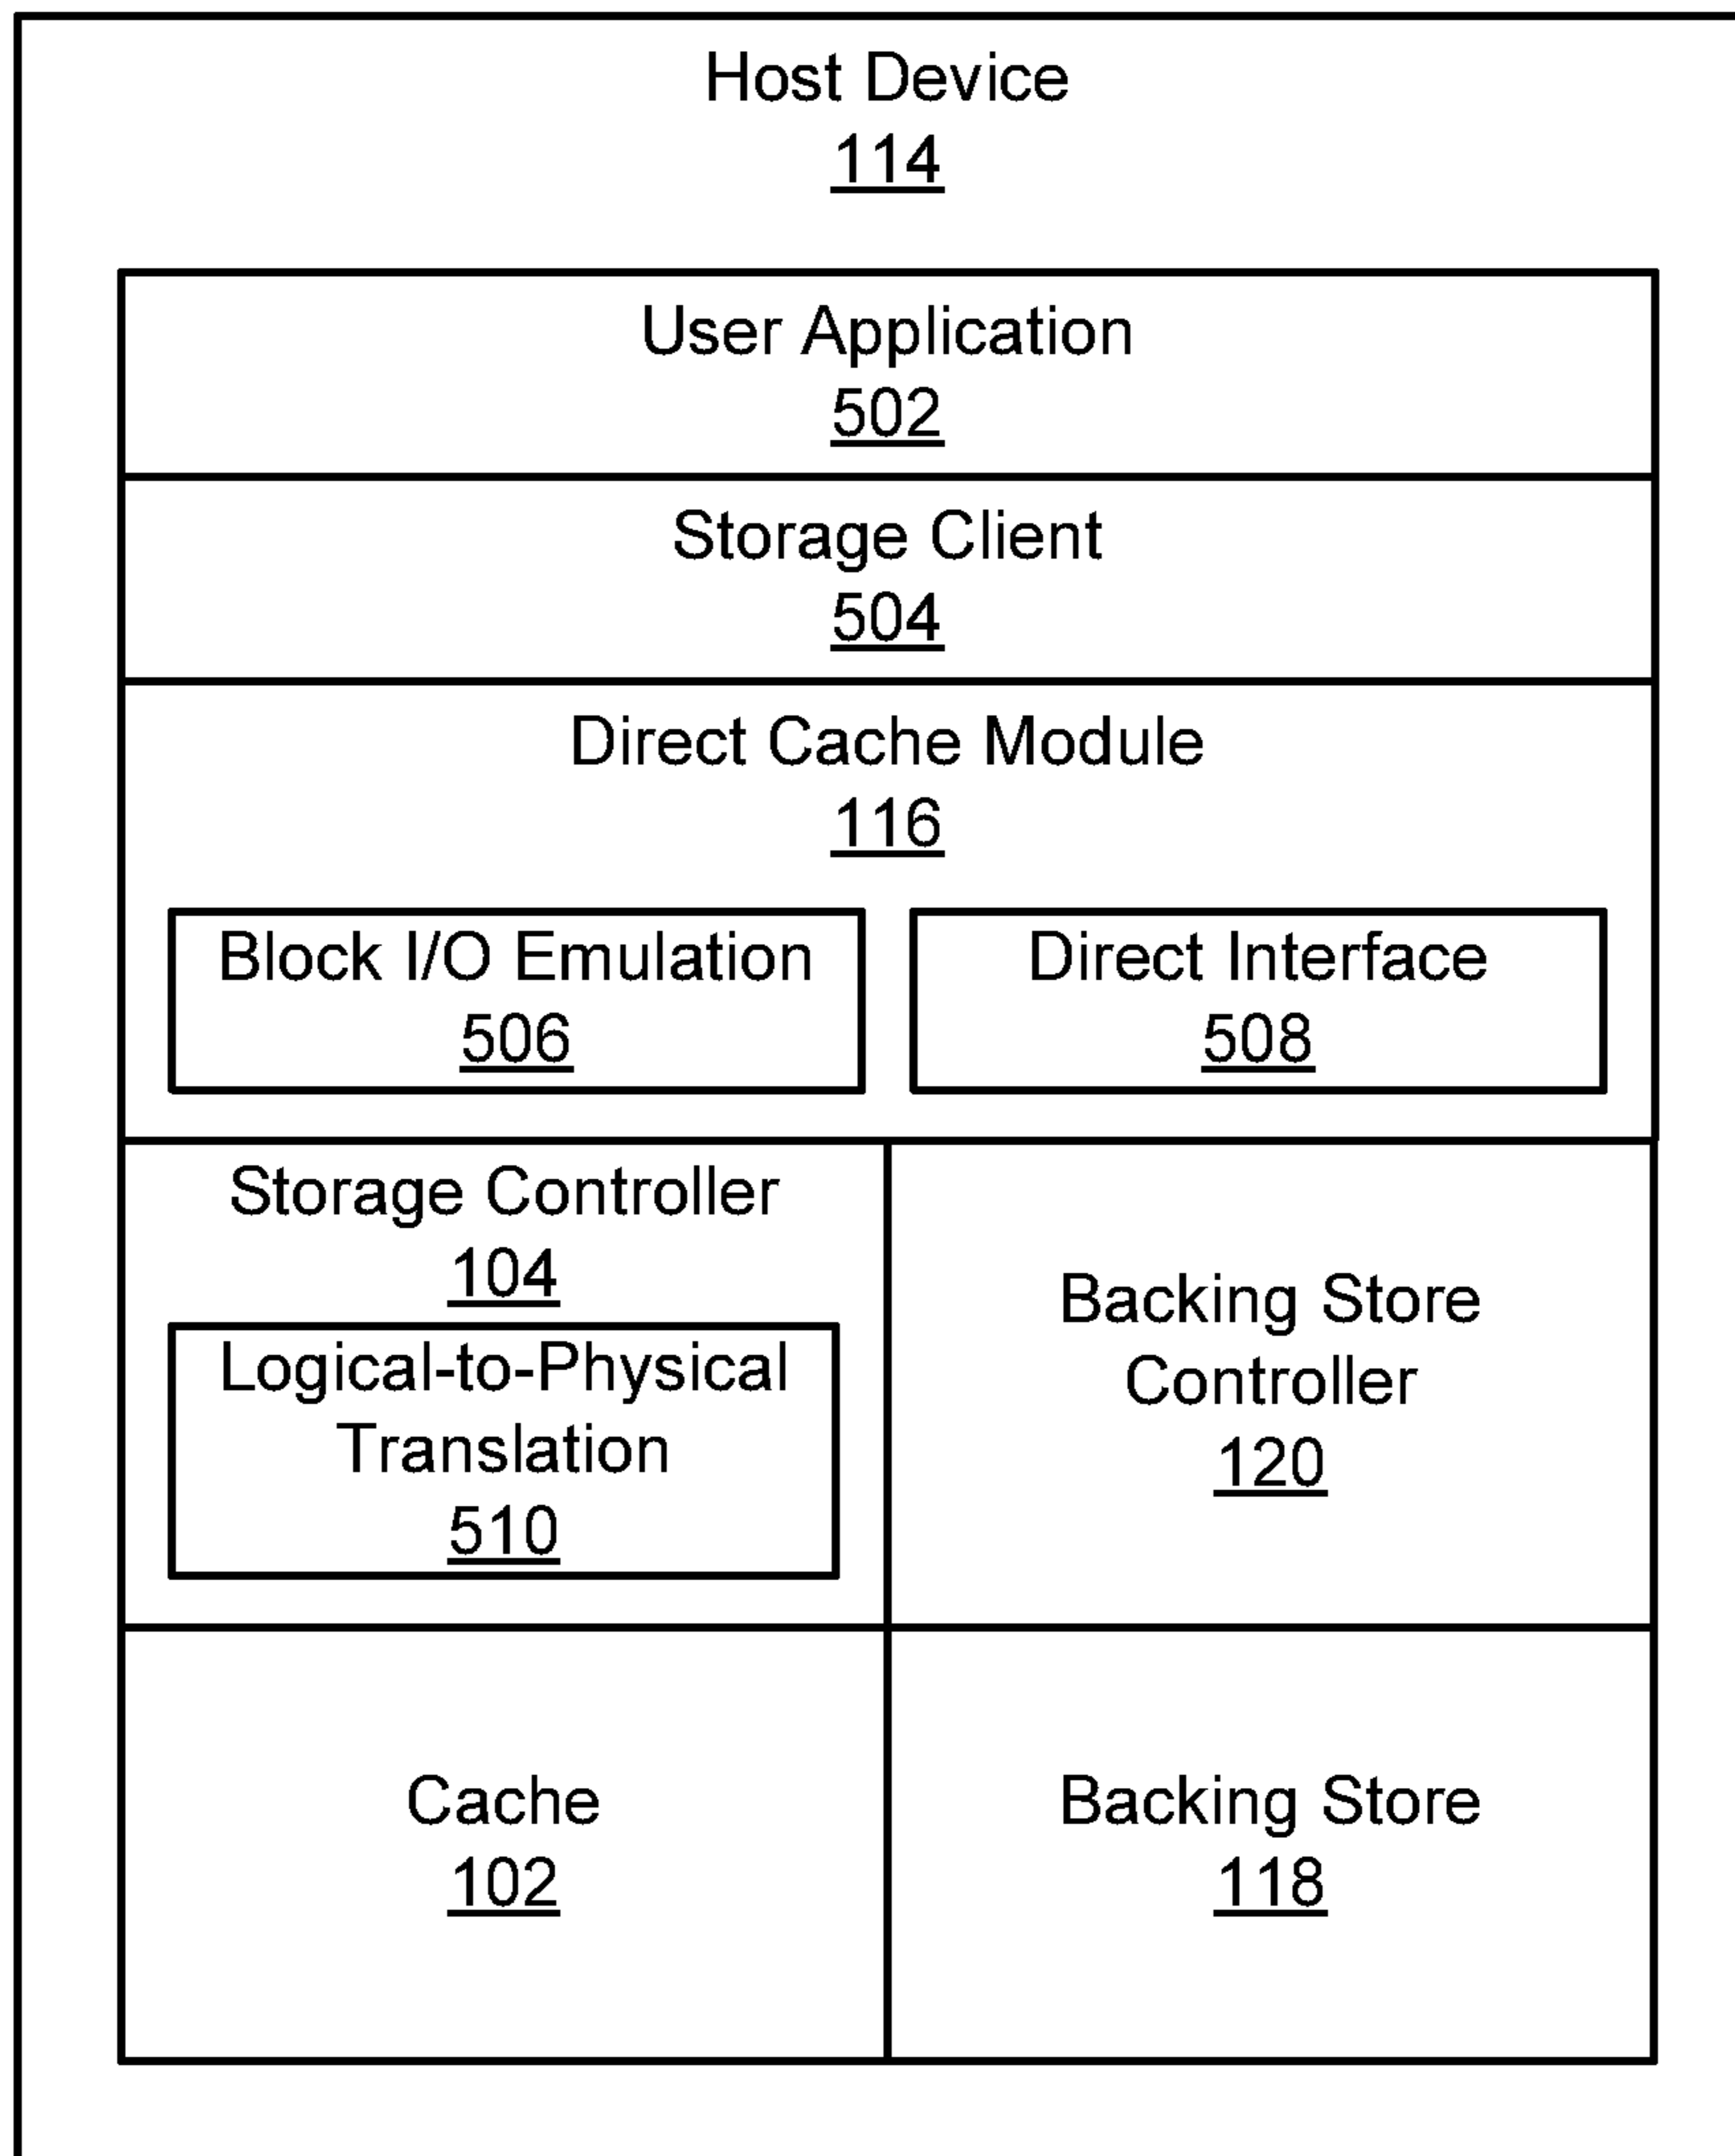 Host Device
114
User Application
502
Storage Client
504
Direct Cache Module
116
Block I/O Emulation
506
Direct Interface
508
Storage Controller
104
Logical-to-Physical
Translation
510
Backing Store
Controller
120
Cache
102
Backing Store
118